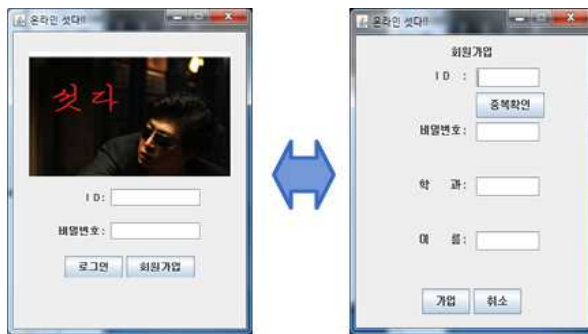 온라인 섯다!!
섯다
ID:
비밀번호:
로그인 회원가입
온라인 섯다!!
회원가입
ID :
중복확인
비밀번호:
학 과:
이 름:
가입 취소